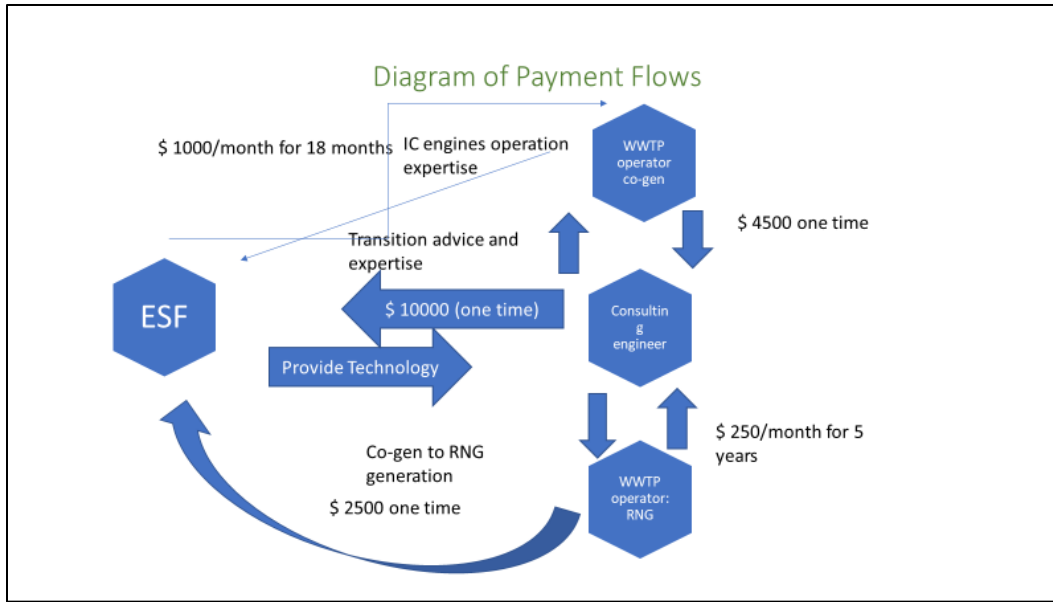 Diagram of Payment Flows
$ 1000/month for 18 months
IC engines operation
expertise
WWTP
operator
co-gen
$ 4500 one time
Transition advice and
expertise
ESF
$ 10000 (one time)
Consultin
g
engineer
Provide Technology
$ 250/month for 5
years
Co-gen to RNG
generation
$ 2500 one time
WWTP
operator:
RNG